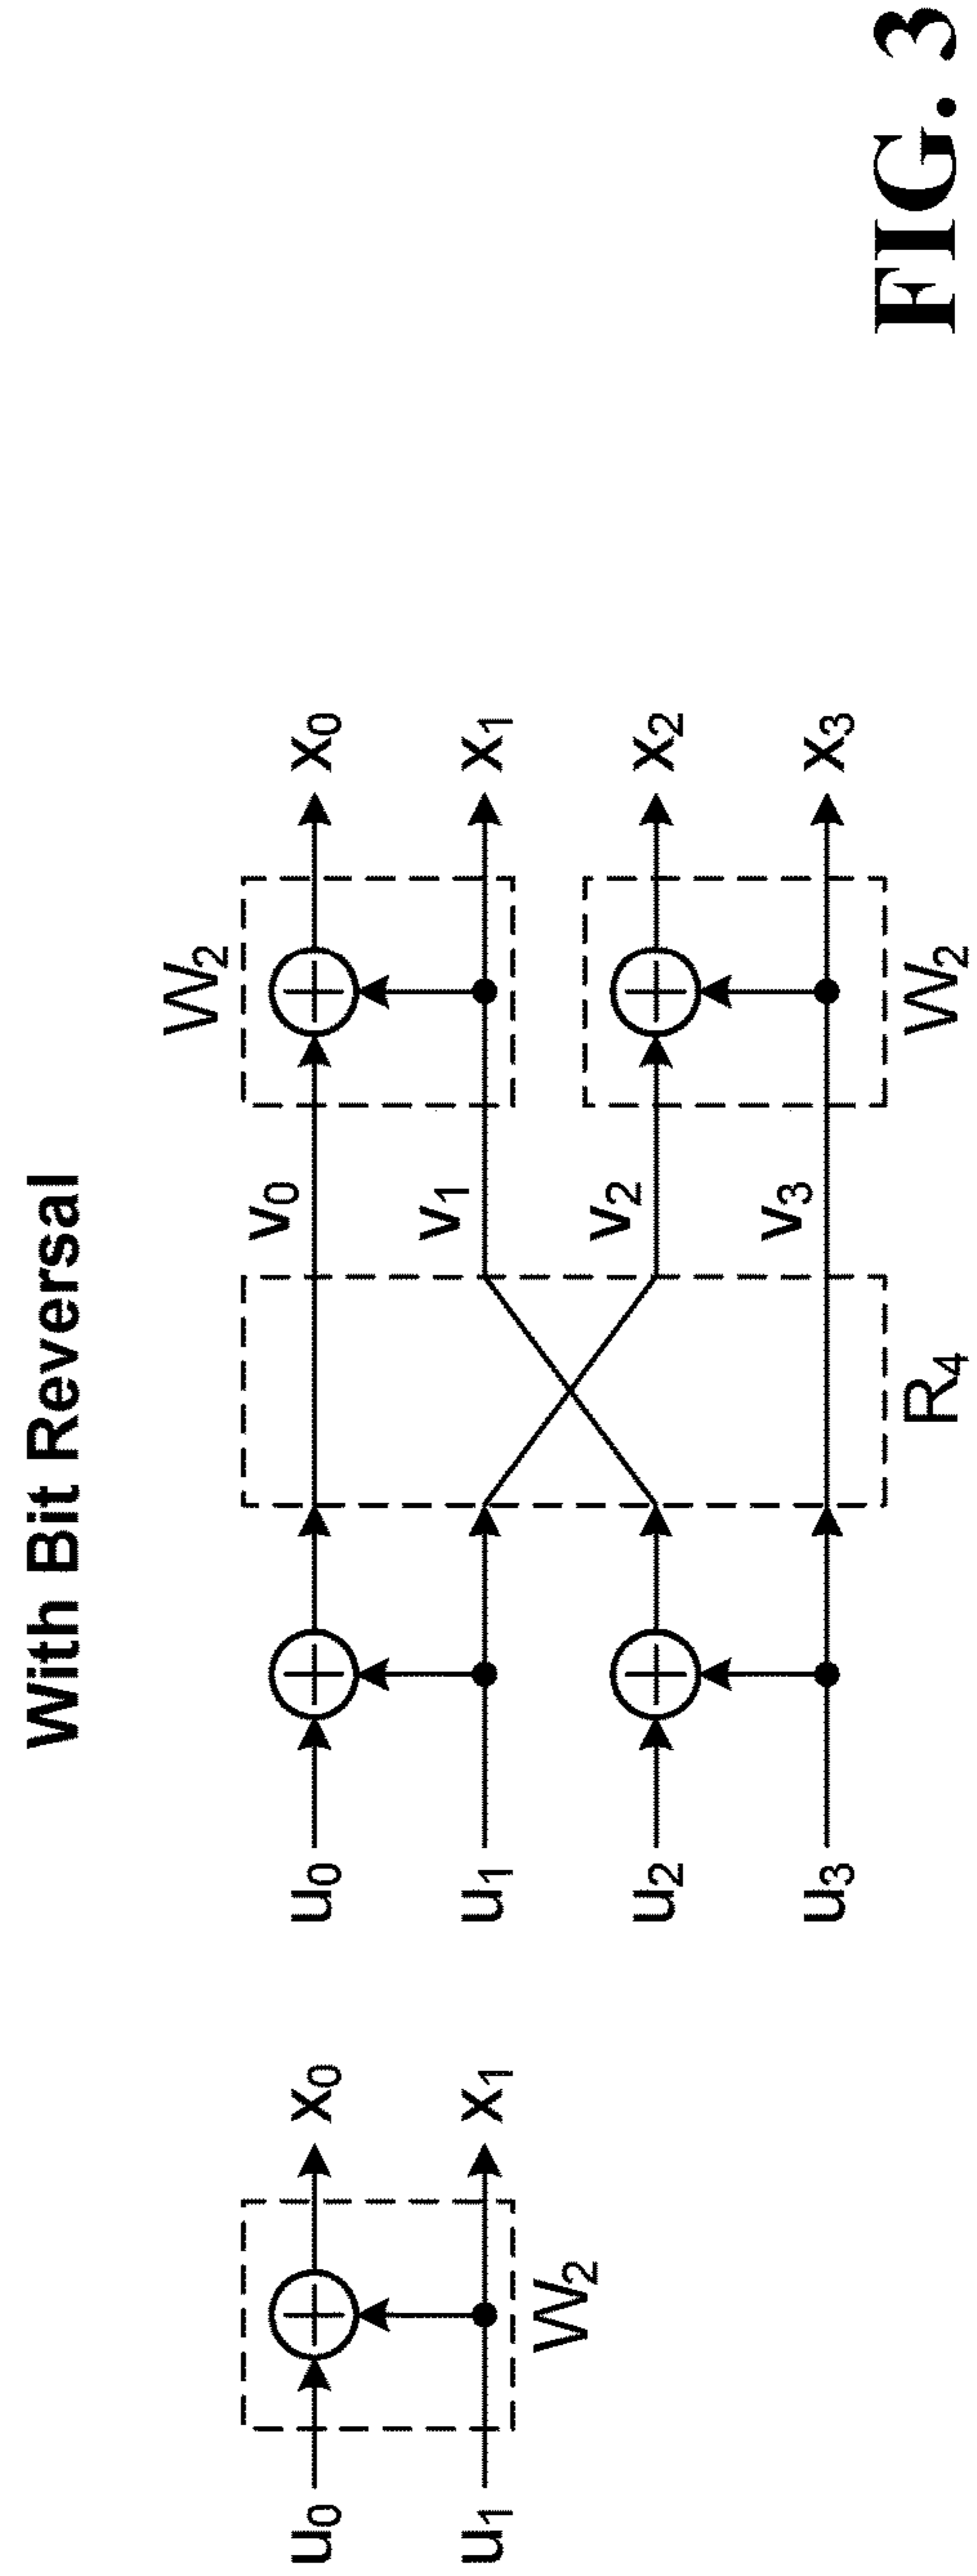 With Bit Reversal
u0
x0
u1
x1
W2
W2
u0
v0
x0
u1
v1
x1
u2
v2
x2
u3
v3
x3
R4
W2
FIG. 3